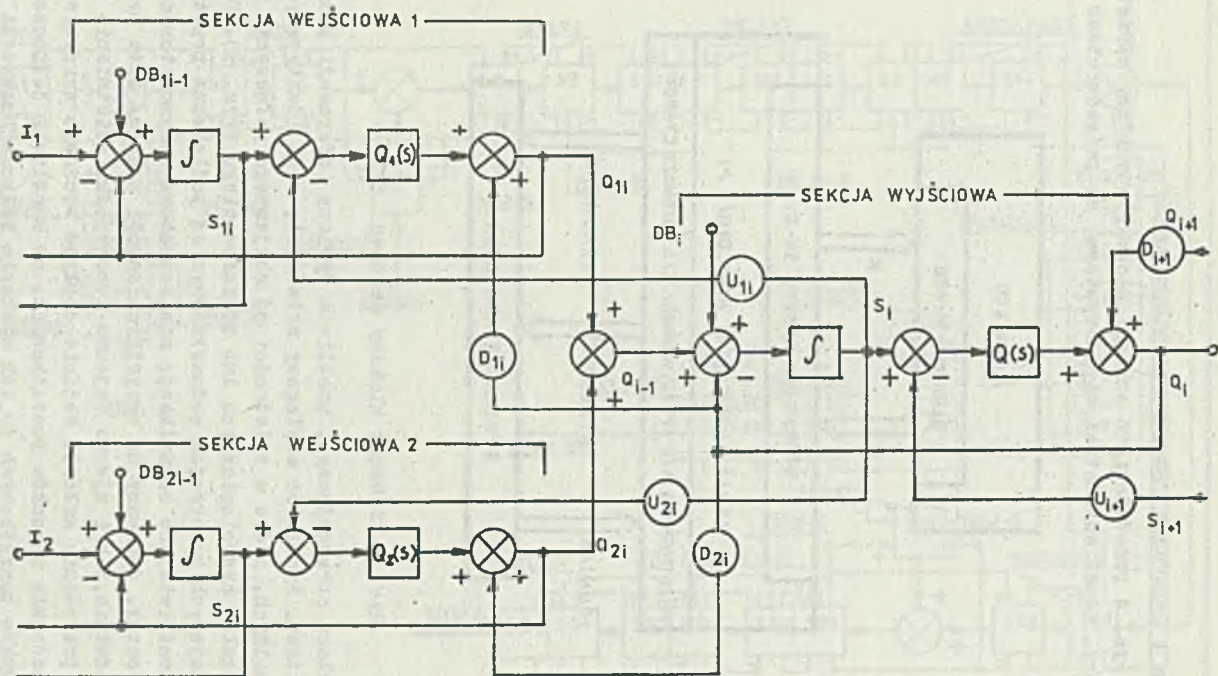 SEKCJA WEJŚCIOWA 1
DB1i-1
I1
+
+
-
+
∫
S1i
+
-
Q1(S)
+
+
Q1i
D1i
U1i
SEKCJA WYJŚCIOWA
DBi
Qi+1
Di+1
+
+
Qi-1
+
+
-
∫
Si
+
-
Q(S)
+
+
Qi
Ui+1
Si+1
SEKCJA WEJŚCIOWA 2
DB2i-1
I2
+
+
-
∫
S2i
+
-
Q2(S)
+
+
Q2i
U2i
D2i